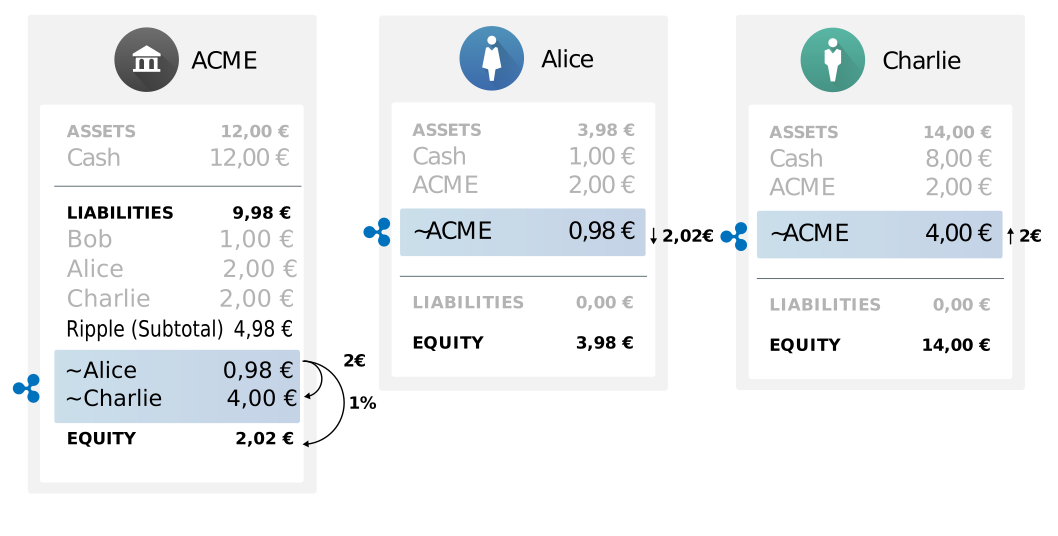 ACME
ASSETS 12,00 €
Cash 12,00 €
LIABILITIES 9,98 €
Bob 1,00 €
Alice 2,00 €
Charlie 2,00 €
Ripple (Subtotal) 4,98 €
~Alice 0,98 €
~Charlie 4,00 €
2€
1%
EQUITY 2,02 €
Alice
ASSETS 3,98 €
Cash 1,00 €
ACME 2,00 €
~ACME 0,98 €
↓ 2,02€
LIABILITIES 0,00 €
EQUITY 3,98 €
Charlie
ASSETS 14,00 €
Cash 8,00 €
ACME 2,00 €
~ACME 4,00 €
↑ 2€
LIABILITIES 0,00 €
EQUITY 14,00 €